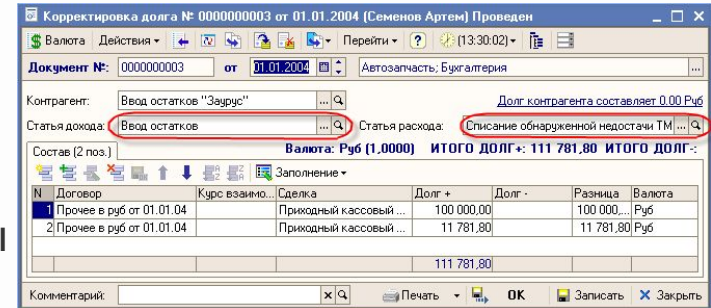 Корректировка долга № 0000000003 от 01.01.2004 (Семенов Артем) Проведен
Валюта Действия Перейти (13:30:02)
Документ №: 0000000003 от 01.01.2004 Автозапчасть; Бухгалтерия ...
Контрагент: Ввод остатков "Заурус" ... Долг контрагента составляет 0.00 Руб
Статья дохода: Ввод остатков ... Статья расхода: Списание обнаруженной недостачи ТМ ...
Состав (2 поз.) Валюта: Руб (1,0000) ИТОГО ДОЛГ+: 111 781,80 ИТОГО ДОЛГ-:
Заполнение
N Договор Курс взаимо... Сделка Долг + Долг - Разница Валюта
1 Прочее в руб от 01.01.04 Приходный кассовый ... 100 000,00 100 000,... Руб
2 Прочее в руб от 01.01.04 Приходный кассовый ... 11 781,80 11 781,80 Руб
111 781,80
ы
Комментарий: x Печать OK Записать Закрыть